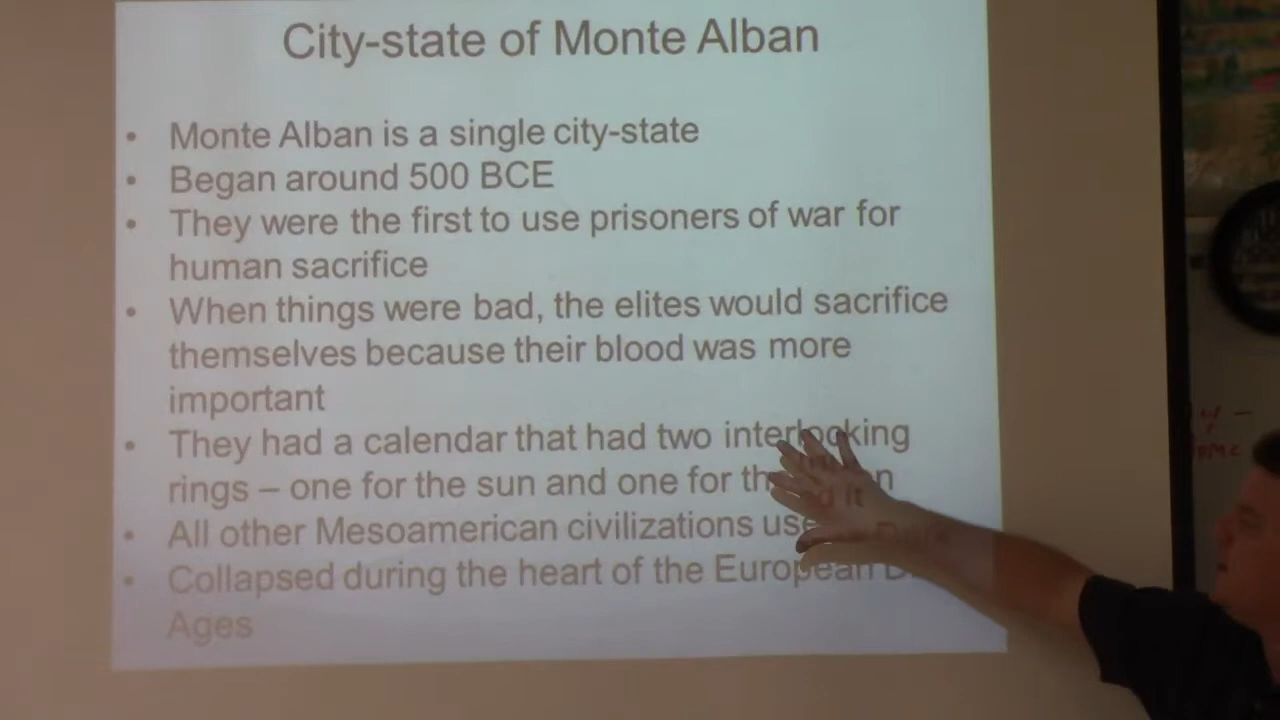 City-state of Monte Alban
• Monte Alban is a single city-state
• Began around 500 BCE
• They were the first to use prisoners of war for
human sacrifice
• When things were bad, the elites would sacrifice
themselves because their blood was more
important
• They had a calendar that had two interlocking
rings – one for the sun and one for the
• All other Mesoamerican civilizations
• Collapsed during the heart of the European
Ages